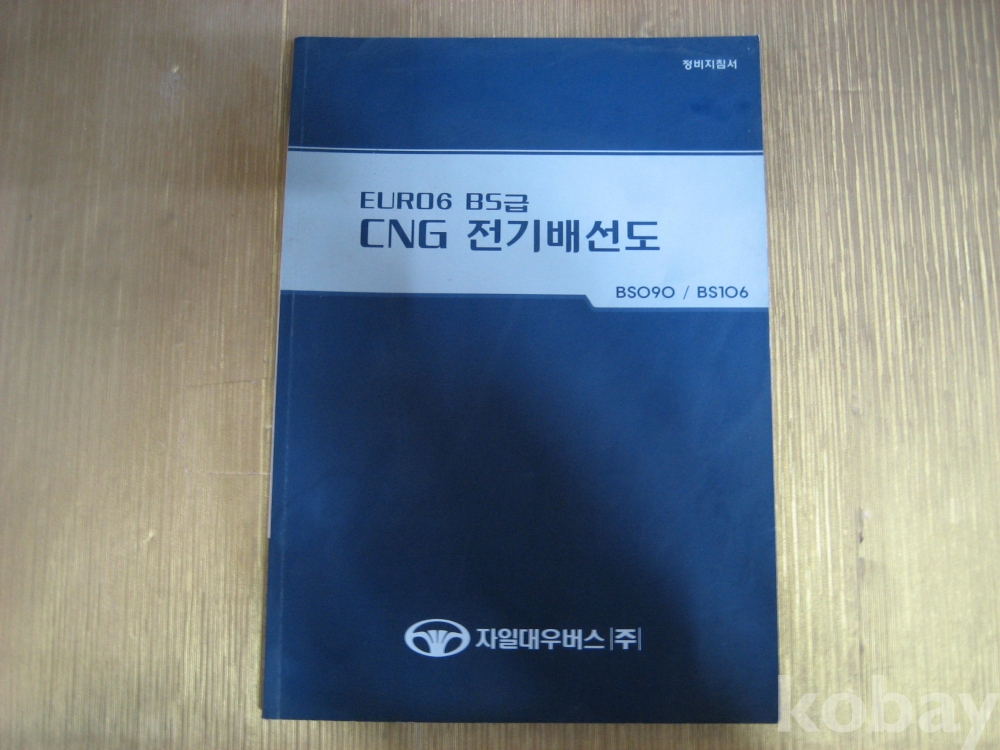 정비지침서
EURO6 BS급
CNG 전기배선도
BS090 / BS106
자일대우버스|주|
kobay